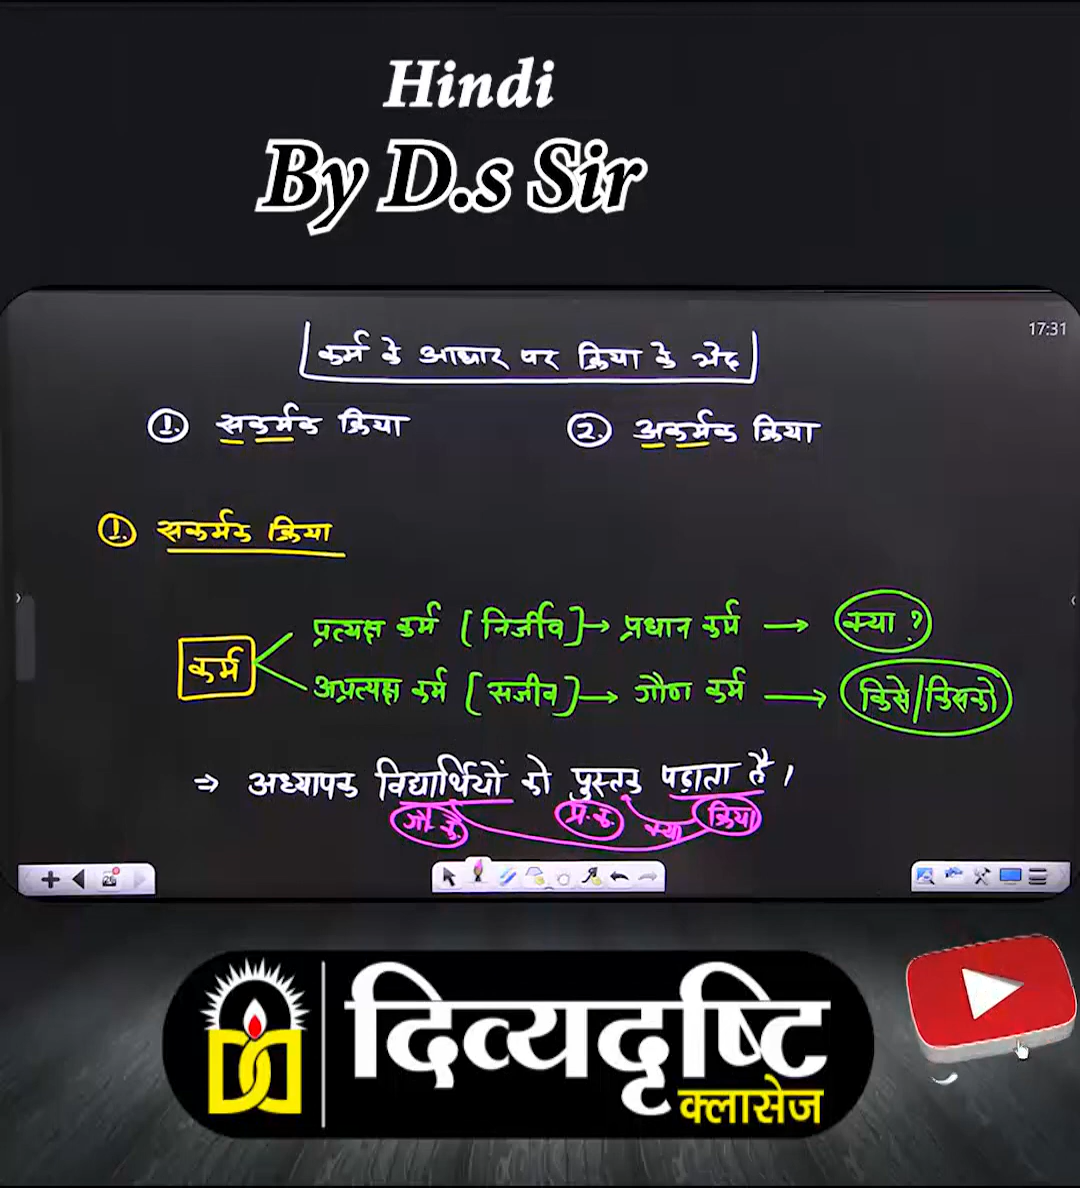 Hindi
By D.s Sir
17:31
कर्म के आधार पर क्रिया के भेद
1. सकर्मक क्रिया 2. अकर्मक क्रिया
1. सकर्मक क्रिया
प्रत्यक्ष कर्म [निर्जीव] → प्रधान कर्म → क्या ?
कर्म
अप्रत्यक्ष कर्म [सजीव] → गौण कर्म → किसे/किसको
⇒ अध्यापक विद्यार्थियों को पुस्तक पढ़ाता है।
गौ. क. प्र. क. क्या क्रिया
दिव्यदृष्टि
क्लासेज